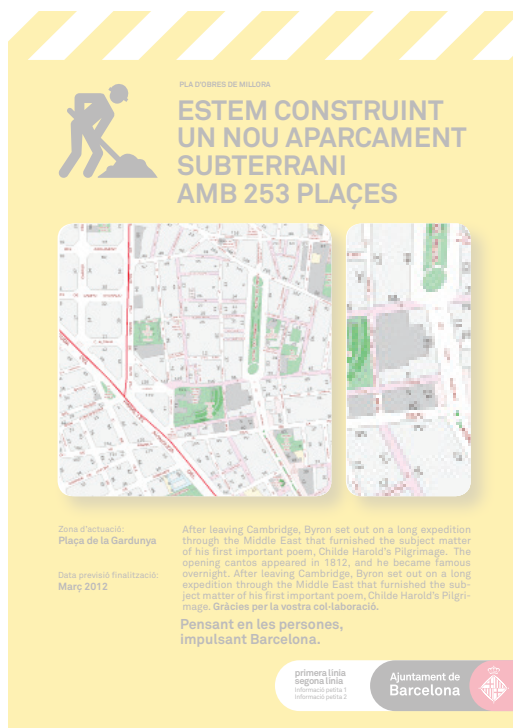 PLA D'OBRES DE MILLORA
ESTEM CONSTRUINT
UN NOU APARCAMENT
SUBTERRANI
AMB 253 PLAÇES
Zona d'actuació:
Plaça de la Gardunya
Data previsió finalització:
Març 2012
After leaving Cambridge, Byron set out on a long expedition
through the Middle East that furnished the subject matter
of his first important poem, Childe Harold's Pilgrimage. The
opening cantos appeared in 1812, and he became famous
overnight. After leaving Cambridge, Byron set out on a long
expedition through the Middle East that furnished the sub-
ject matter of his first important poem, Childe Harold's Pilgri-
mage. Gràcies per la vostra col·laboració.
Pensant en les persones,
impulsant Barcelona.
primera línia
segona línia
Informació petita 1
Informació petita 2
Ajuntament de
Barcelona